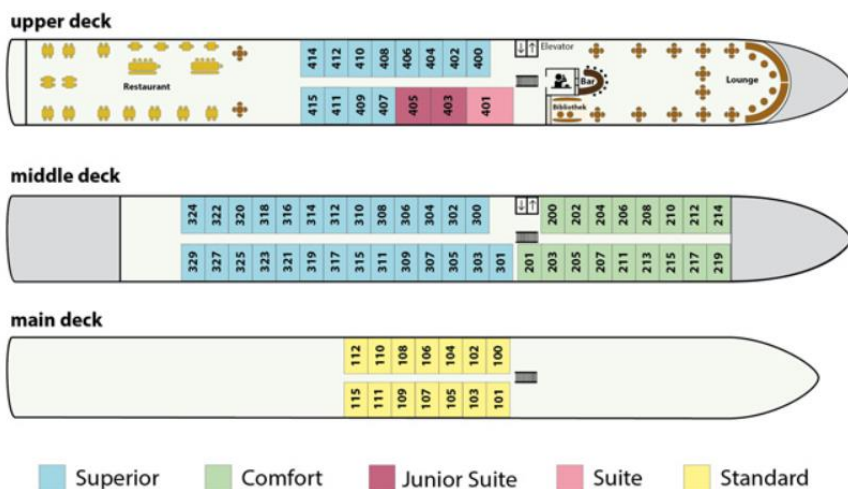 upper deck
414 412 410 408 406 404 402 400
Elevator
Restaurant
Bar
Lounge
415 411 409 407 405 403 401
Bibliothek
middle deck
324 322 320 318 316 314 312 310 308 306 304 302 300
200 202 204 206 208 210 212 214
329 327 325 323 321 319 317 315 311 309 307 305 303 301
201 203 205 207 211 213 215 217 219
main deck
112 110 108 106 104 102 100
115 111 109 107 105 103 101
Superior Comfort Junior Suite Suite Standard